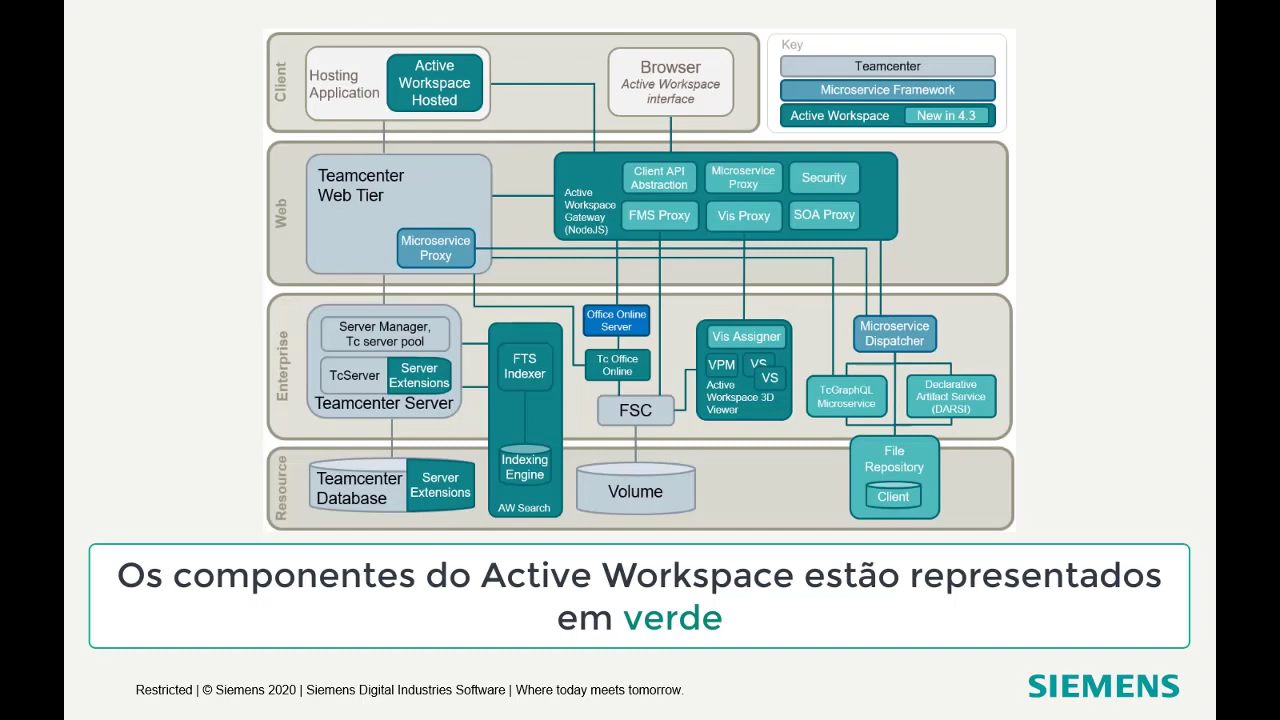 Client
Hosting
Application
Active
Workspace
Hosted
Browser
Active Workspace
interface
Key
Teamcenter
Microservice Framework
Active Workspace
New in 4.3
Web
Teamcenter
Web Tier
Microservice
Proxy
Active
Workspace
Gateway
(NodeJS)
Client API
Abstraction
Microservice
Proxy
Security
FMS Proxy
Vis Proxy
SOA Proxy
Enterprise
Server Manager,
Tc server pool
TcServer
Server
Extensions
Teamcenter Server
FTS
Indexer
Office Online
Server
Tc Office
Online
FSC
Vis Assigner
VPM
VS
VS
Active
Workspace 3D
Viewer
Microservice
Dispatcher
TcGraphQL
Microservice
Declarative
Artifact Service
(DARSI)
Resource
Teamcenter
Database
Server
Extensions
Indexing
Engine
AW Search
Volume
File
Repository
Client
Os componentes do Active Workspace estão representados
em verde
Restricted | © Siemens 2020 | Siemens Digital Industries Software | Where today meets tomorrow.
SIEMENS